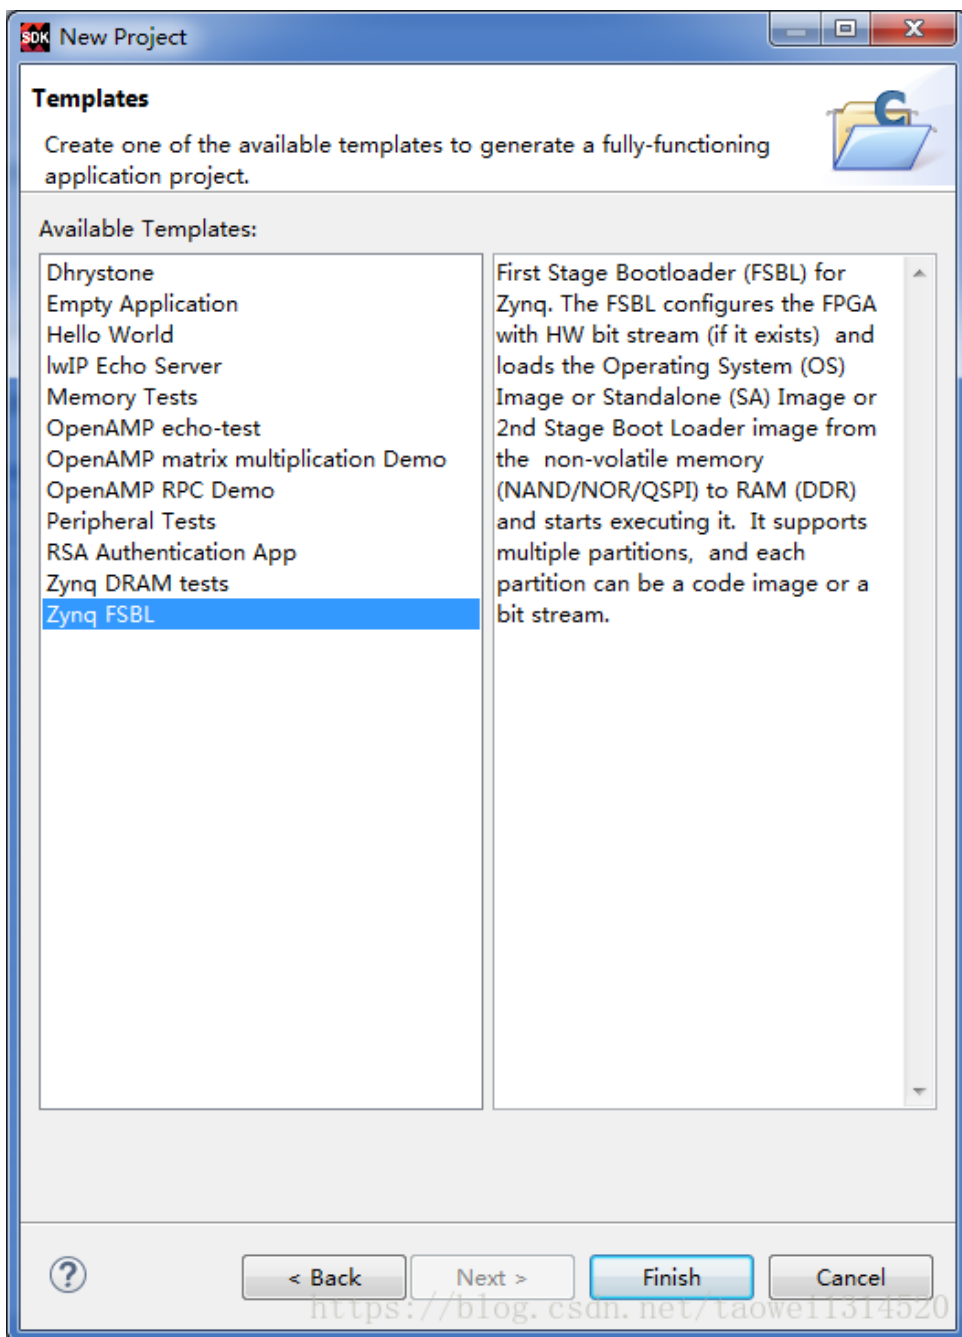 SDK New Project
Templates
Create one of the available templates to generate a fully-functioning
application project.
Available Templates:
Dhrystone
Empty Application
Hello World
lwIP Echo Server
Memory Tests
OpenAMP echo-test
OpenAMP matrix multiplication Demo
OpenAMP RPC Demo
Peripheral Tests
RSA Authentication App
Zynq DRAM tests
Zynq FSBL
First Stage Bootloader (FSBL) for
Zynq. The FSBL configures the FPGA
with HW bit stream (if it exists)  and
loads the Operating System (OS)
Image or Standalone (SA) Image or
2nd Stage Boot Loader image from
the  non-volatile memory
(NAND/NOR/QSPI) to RAM (DDR)
and starts executing it.  It supports
multiple partitions,  and each
partition can be a code image or a
bit stream.
< Back
Next >
Finish
Cancel
https://blog.csdn.net/taowei1314520